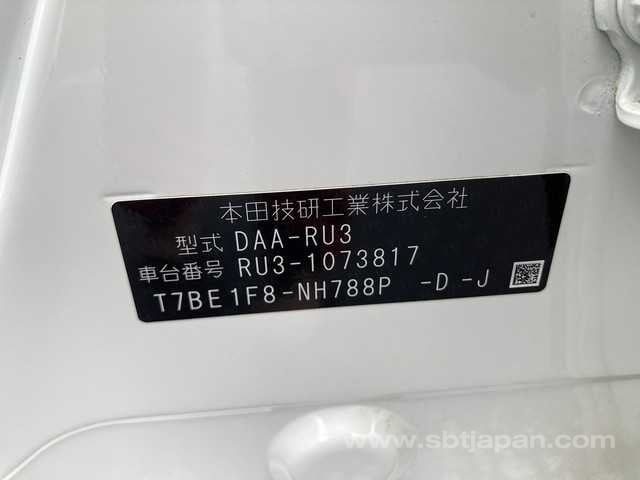 本田技研工業株式会社
型式 DAA-RU3
車台番号 RU3-1073817
T7BE1F8-NH788P -D -J
www.sbtjapan.com